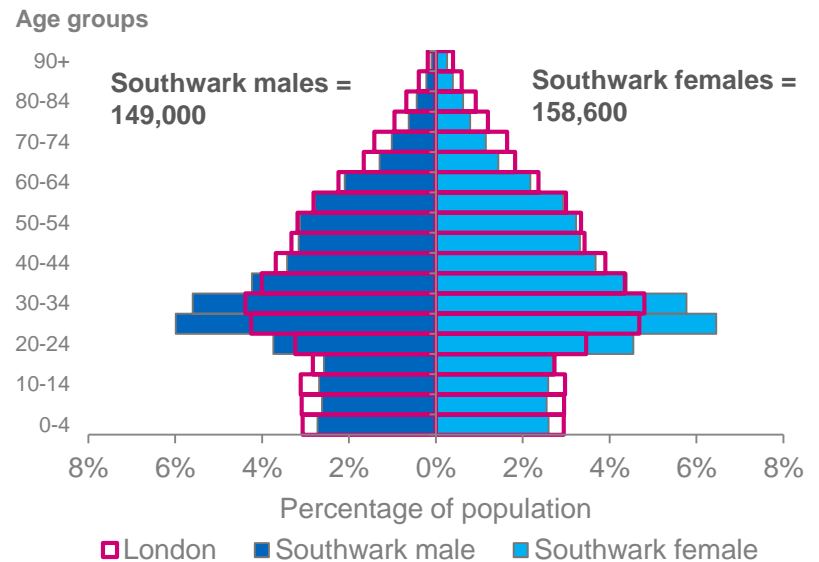 Age groups
90+
Southwark males =
149,000
Southwark females =
158,600
80-84
70-74
60-64
50-54
40-44
30-34
20-24
10-14
0-4
8% 6% 4% 2% 0% 2% 4% 6% 8%
Percentage of population
London Southwark male Southwark female